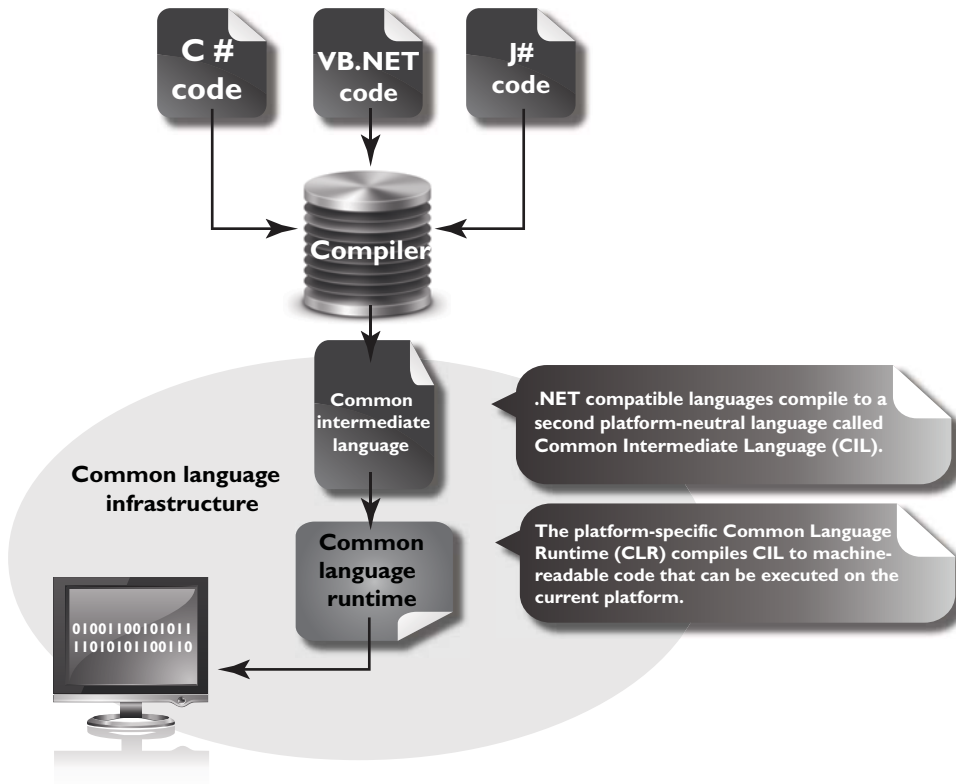 C #
code
VB.NET
code
J#
code
Compiler
Common
intermediate
language
.NET compatible languages compile to a
second platform-neutral language called
Common Intermediate Language (CIL).
Common language
infrastructure
Common
language
runtime
The platform-specific Common Language
Runtime (CLR) compiles CIL to machine-
readable code that can be executed on the
current platform.
01001100101011
11010101100110